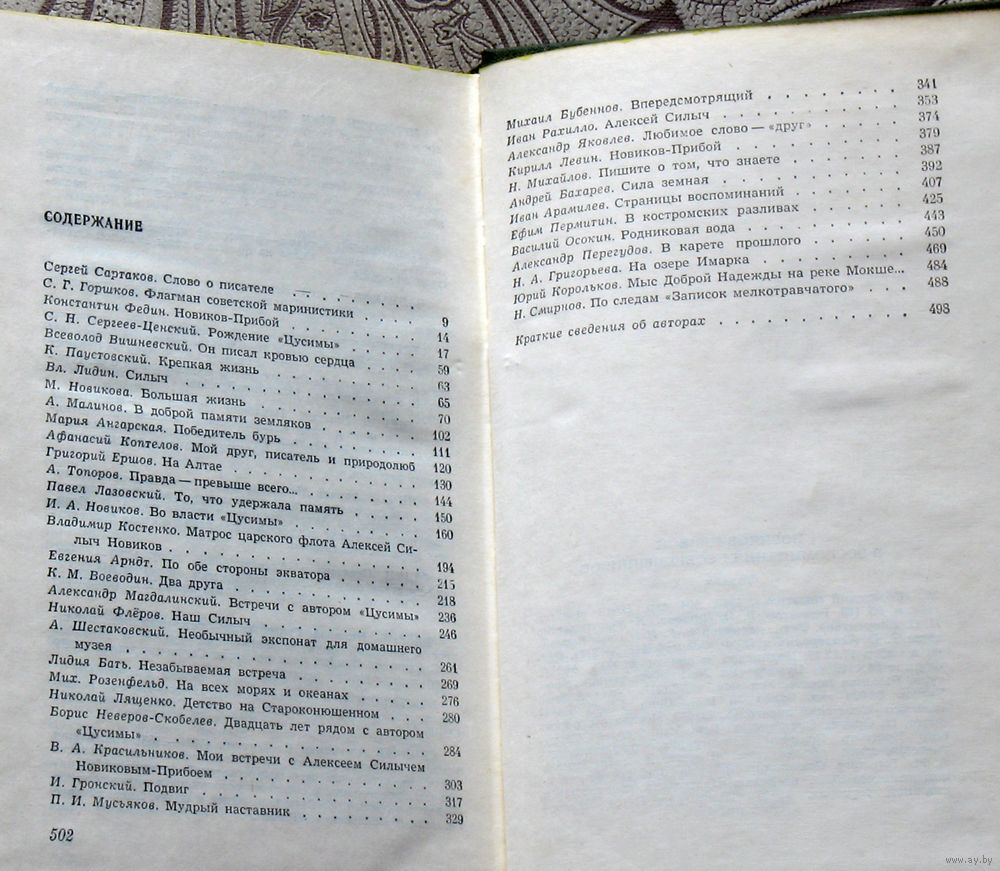 СОДЕРЖАНИЕ
Сергей Сартаков. Слово о писателе . . . . . . .
С. Г. Горшков. Флагман советской маринистики . . . 9
Константин Федин. Новиков-Прибой . . . . . . 14
С. Н. Сергеев-Ценский. Рождение «Цусимы» . . . . 17
Всеволод Вишневский. Он писал кровью сердца . . . . 59
К. Паустовский. Крепкая жизнь . . . . . . . 63
Вл. Лидин. Силыч . . . . . . . . . . 65
М. Новикова. Большая жизнь . . . . . . . . 70
А. Малинов. В доброй памяти земляков . . . . . 102
Мария Ангарская. Победитель бурь . . . . . . 111
Афанасий Коптелов. Мой друг, писатель и природолюб 120
Григорий Ершов. На Алтае . . . . . . . . 130
А. Топоров. Правда — превыше всего... . . . . . 144
Павел Лазовский. То, что удержала память . . . . . 150
И. А. Новиков. Во власти «Цусимы» . . . . . . 160
Владимир Костенко. Матрос царского флота Алексей Си-
лыч Новиков . . . . . . . . . . 194
Евгения Арндт. По обе стороны экватора . . . . . 215
К. М. Воеводин. Два друга . . . . . . . . 218
Александр Магдалинский. Встречи с автором «Цусимы» 236
Николай Флёров. Наш Силыч . . . . . . . . 246
А. Шестаковский. Необычный экспонат для домашнего
музея . . . . . . . . . . . . 261
Лидия Бать. Незабываемая встреча . . . . . . 269
Мих. Розенфельд. На всех морях и океанах . . . . . 276
Николай Лященко. Детство на Староконюшенном . . . 280
Борис Неверов-Скобелев. Двадцать лет рядом с автором
«Цусимы» . . . . . . . . . . . 284
В. А. Красильников. Мои встречи с Алексеем Силычем
Новиковым-Прибоем . . . . . . . . 303
И. Гронский. Подвиг . . . . . . . . . . 317
П. И. Мусьяков. Мудрый наставник . . . . . . 329
502
Михаил Бубеннов. Впередсмотрящий . . . . . . 341
Иван Рахилло. Алексей Силыч . . . . . . . . 353
Александр Яковлев. Любимое слово — «друг» . . . . 374
Кирилл Левин. Новиков-Прибой . . . . . . . 379
Н. Михайлов. Пишите о том, что знаете . . . . . 387
Андрей Бахарев. Сила земная . . . . . . . . 392
Иван Арамилев. Страницы воспоминаний . . . . . 407
Ефим Пермитин. В костромских разливах . . . . . 425
Василий Осокин. Родниковая вода . . . . . . . 443
Александр Перегудов. В карете прошлого . . . . . 450
Н. А. Григорьева. На озере Имарка . . . . . . 469
Юрий Корольков. Мыс Доброй Надежды на реке Мокше... 484
Н. Смирнов. По следам «Записок мелкотравчатого» . . . 488
Краткие сведения об авторах . . . . . . . . . 498
www.ay.by